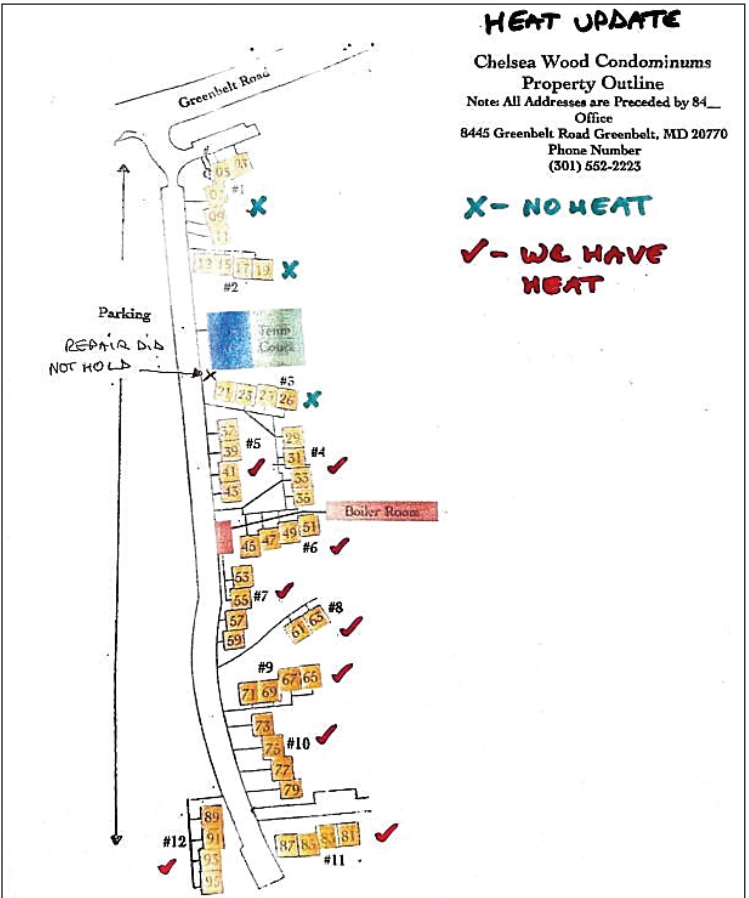 HEAT UPDATE
Chelsea Wood Condominums
Property Outline
Note: All Addresses are Preceded by 84__
Office
8445 Greenbelt Road Greenbelt, MD 20770
Phone Number
(301) 552-2223
X - NO HEAT
✓ - WE HAVE
HEAT
Greenbelt Road
03
05
#1
07
09
11
X
13 15 17 19
X
#2
Parking
Tennis
Court
REPAIR DID
NOT HOLD
X
#3
21 23 25 26
X
37
39
#5
41
✓
43
29
31
#4
33
✓
35
Boiler Room
45 47 49 51
#6
✓
53
55
#7
✓
57
59
#8
61 63
✓
#9
71 69 67 65
✓
73
75
#10
✓
77
79
89
#12
91
93
✓
95
87 85 83 81
✓
#11